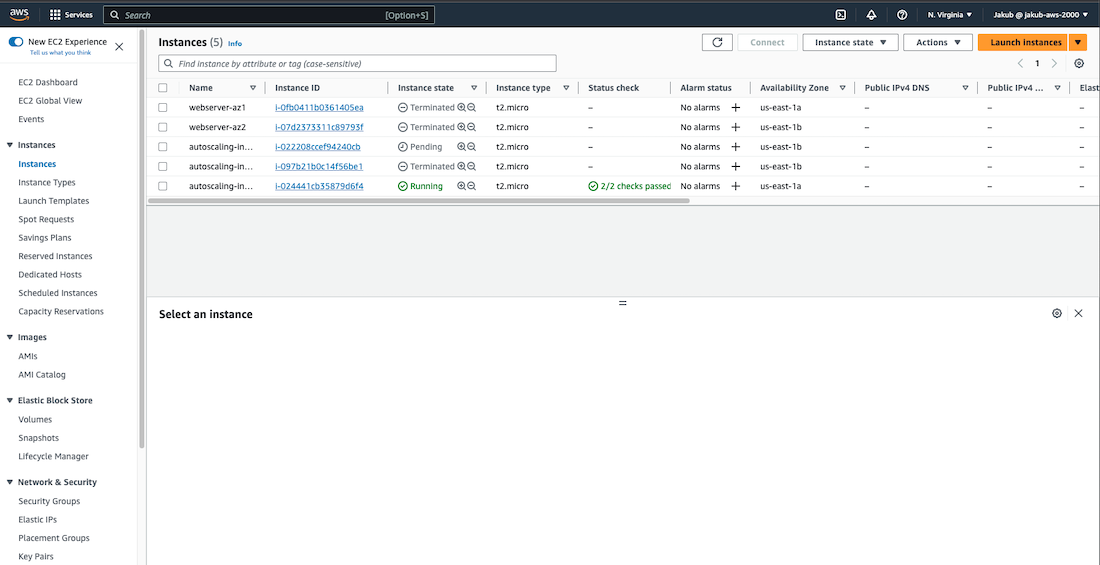 aws Services Search [Option+S] N. Virginia Jakub @ jakub-aws-2000
New EC2 Experience
Tell us what you think
EC2 Dashboard
EC2 Global View
Events
Instances
Instances
Instance Types
Launch Templates
Spot Requests
Savings Plans
Reserved Instances
Dedicated Hosts
Scheduled Instances
Capacity Reservations
Images
AMIs
AMI Catalog
Elastic Block Store
Volumes
Snapshots
Lifecycle Manager
Network & Security
Security Groups
Elastic IPs
Placement Groups
Key Pairs
Instances (5) Info Connect Instance state Actions Launch instances
Find instance by attribute or tag (case-sensitive) 1
Name Instance ID Instance state Instance type Status check Alarm status Availability Zone Public IPv4 DNS Public IPv4 ... Elast
webserver-az1 i-0fb0411b0361405ea Terminated t2.micro – No alarms + us-east-1a – – –
webserver-az2 i-07d2373311c89793f Terminated t2.micro – No alarms + us-east-1b – – –
autoscaling-in... i-022208ccef94240cb Pending t2.micro – No alarms + us-east-1b – – –
autoscaling-in... i-097b21b0c14f56be1 Terminated t2.micro – No alarms + us-east-1b – – –
autoscaling-in... i-024441cb35879d6f4 Running t2.micro 2/2 checks passed No alarms + us-east-1a – – –
Select an instance